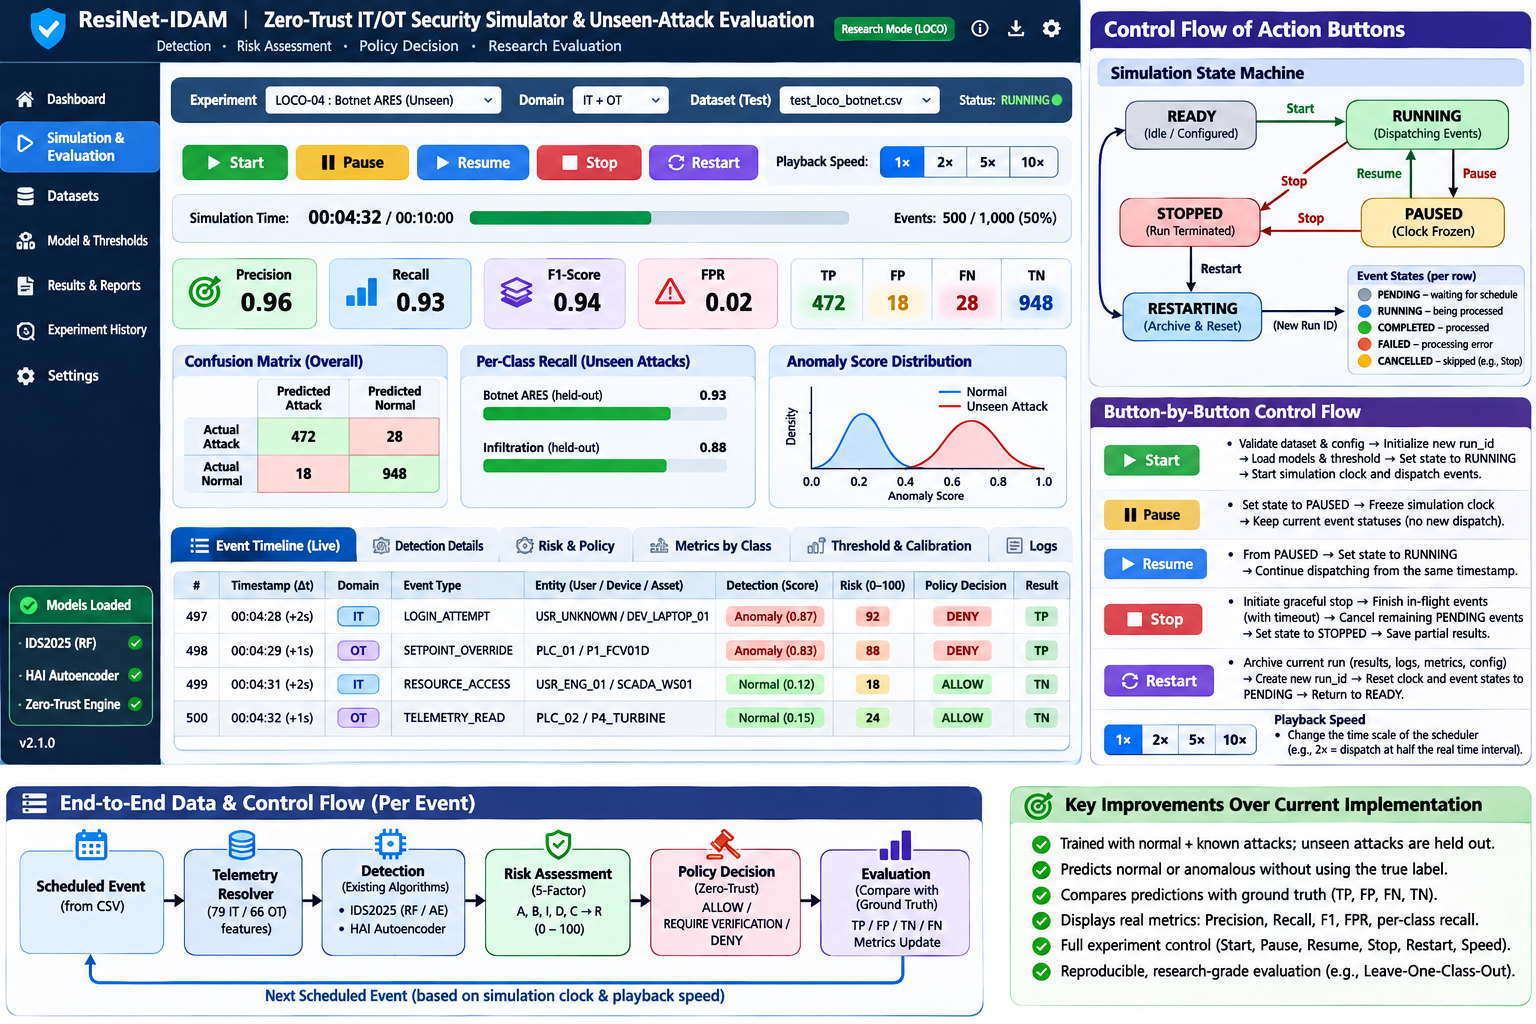 ResiNet-IDAM | Zero-Trust IT/OT Security Simulator & Unseen-Attack Evaluation
Detection • Risk Assessment • Policy Decision • Research Evaluation
Research Mode (LOCO)
Dashboard
Simulation &
Evaluation
Datasets
Model & Thresholds
Results & Reports
Experiment History
Settings
Models Loaded
· IDS2025 (RF)
· HAI Autoencoder
· Zero-Trust Engine
v2.1.0
Experiment LOCO-04 : Botnet ARES (Unseen) Domain IT + OT Dataset (Test) test_loco_botnet.csv Status: RUNNING
Start Pause Resume Stop Restart Playback Speed: 1× 2× 5× 10×
Simulation Time: 00:04:32 / 00:10:00 Events: 500 / 1,000 (50%)
Precision
0.96
Recall
0.93
F1-Score
0.94
FPR
0.02
TP FP FN TN
472 18 28 948
Confusion Matrix (Overall)
Predicted
Attack
Predicted
Normal
Actual
Attack
472 28
Actual
Normal
18 948
Per-Class Recall (Unseen Attacks)
Botnet ARES (held-out) 0.93
Infiltration (held-out) 0.88
Anomaly Score Distribution
Normal
Unseen Attack
Density
0.0 0.2 0.4 0.6 0.8 1.0
Anomaly Score
Event Timeline (Live) Detection Details Risk & Policy Metrics by Class Threshold & Calibration Logs
# Timestamp (Δt) Domain Event Type Entity (User / Device / Asset) Detection (Score) Risk (0–100) Policy Decision Result
497 00:04:28 (+2s) IT LOGIN_ATTEMPT USR_UNKNOWN / DEV_LAPTOP_01 Anomaly (0.87) 92 DENY TP
498 00:04:29 (+1s) OT SETPOINT_OVERRIDE PLC_01 / P1_FCV01D Anomaly (0.83) 88 DENY TP
499 00:04:31 (+2s) IT RESOURCE_ACCESS USR_ENG_01 / SCADA_WS01 Normal (0.12) 18 ALLOW TN
500 00:04:32 (+1s) OT TELEMETRY_READ PLC_02 / P4_TURBINE Normal (0.15) 24 ALLOW TN
Control Flow of Action Buttons
Simulation State Machine
READY
(Idle / Configured)
Start
RUNNING
(Dispatching Events)
Stop
Resume
Pause
STOPPED
(Run Terminated)
Stop
PAUSED
(Clock Frozen)
Restart
RESTARTING
(Archive & Reset)
(New Run ID)
Event States (per row)
PENDING – waiting for schedule
RUNNING – being processed
COMPLETED – processed
FAILED – processing error
CANCELLED – skipped (e.g., Stop)
Button-by-Button Control Flow
Start
• Validate dataset & config → Initialize new run_id
→ Load models & threshold → Set state to RUNNING
→ Start simulation clock and dispatch events.
Pause
• Set state to PAUSED → Freeze simulation clock
→ Keep current event statuses (no new dispatch).
Resume
• From PAUSED → Set state to RUNNING
→ Continue dispatching from the same timestamp.
Stop
• Initiate graceful stop → Finish in-flight events
(with timeout) → Cancel remaining PENDING events
→ Set state to STOPPED → Save partial results.
Restart
• Archive current run (results, logs, metrics, config)
→ Create new run_id → Reset clock and event states to
PENDING → Return to READY.
1× 2× 5× 10×
Playback Speed
• Change the time scale of the scheduler
(e.g., 2× = dispatch at half the real time interval).
End-to-End Data & Control Flow (Per Event)
Scheduled Event
(from CSV)
Telemetry
Resolver
(79 IT / 66 OT)
features)
Detection
(Existing Algorithms)
• IDS2025 (RF / AE)
• HAI Autoencoder
Risk Assessment
(5-Factor)
A, B, I, D, C → R
(0 – 100)
Policy Decision
(Zero-Trust)
ALLOW /
REQUIRE VERIFICATION /
DENY
Evaluation
(Compare with
(Ground Truth)
TP / FP / TN / FN
Metrics Update
Next Scheduled Event (based on simulation clock & playback speed)
Key Improvements Over Current Implementation
Trained with normal + known attacks; unseen attacks are held out.
Predicts normal or anomalous without using the true label.
Compares predictions with ground truth (TP, FP, FN, TN).
Displays real metrics: Precision, Recall, F1, FPR, per-class recall.
Full experiment control (Start, Pause, Resume, Stop, Restart, Speed).
Reproducible, research-grade evaluation (e.g., Leave-One-Class-Out).